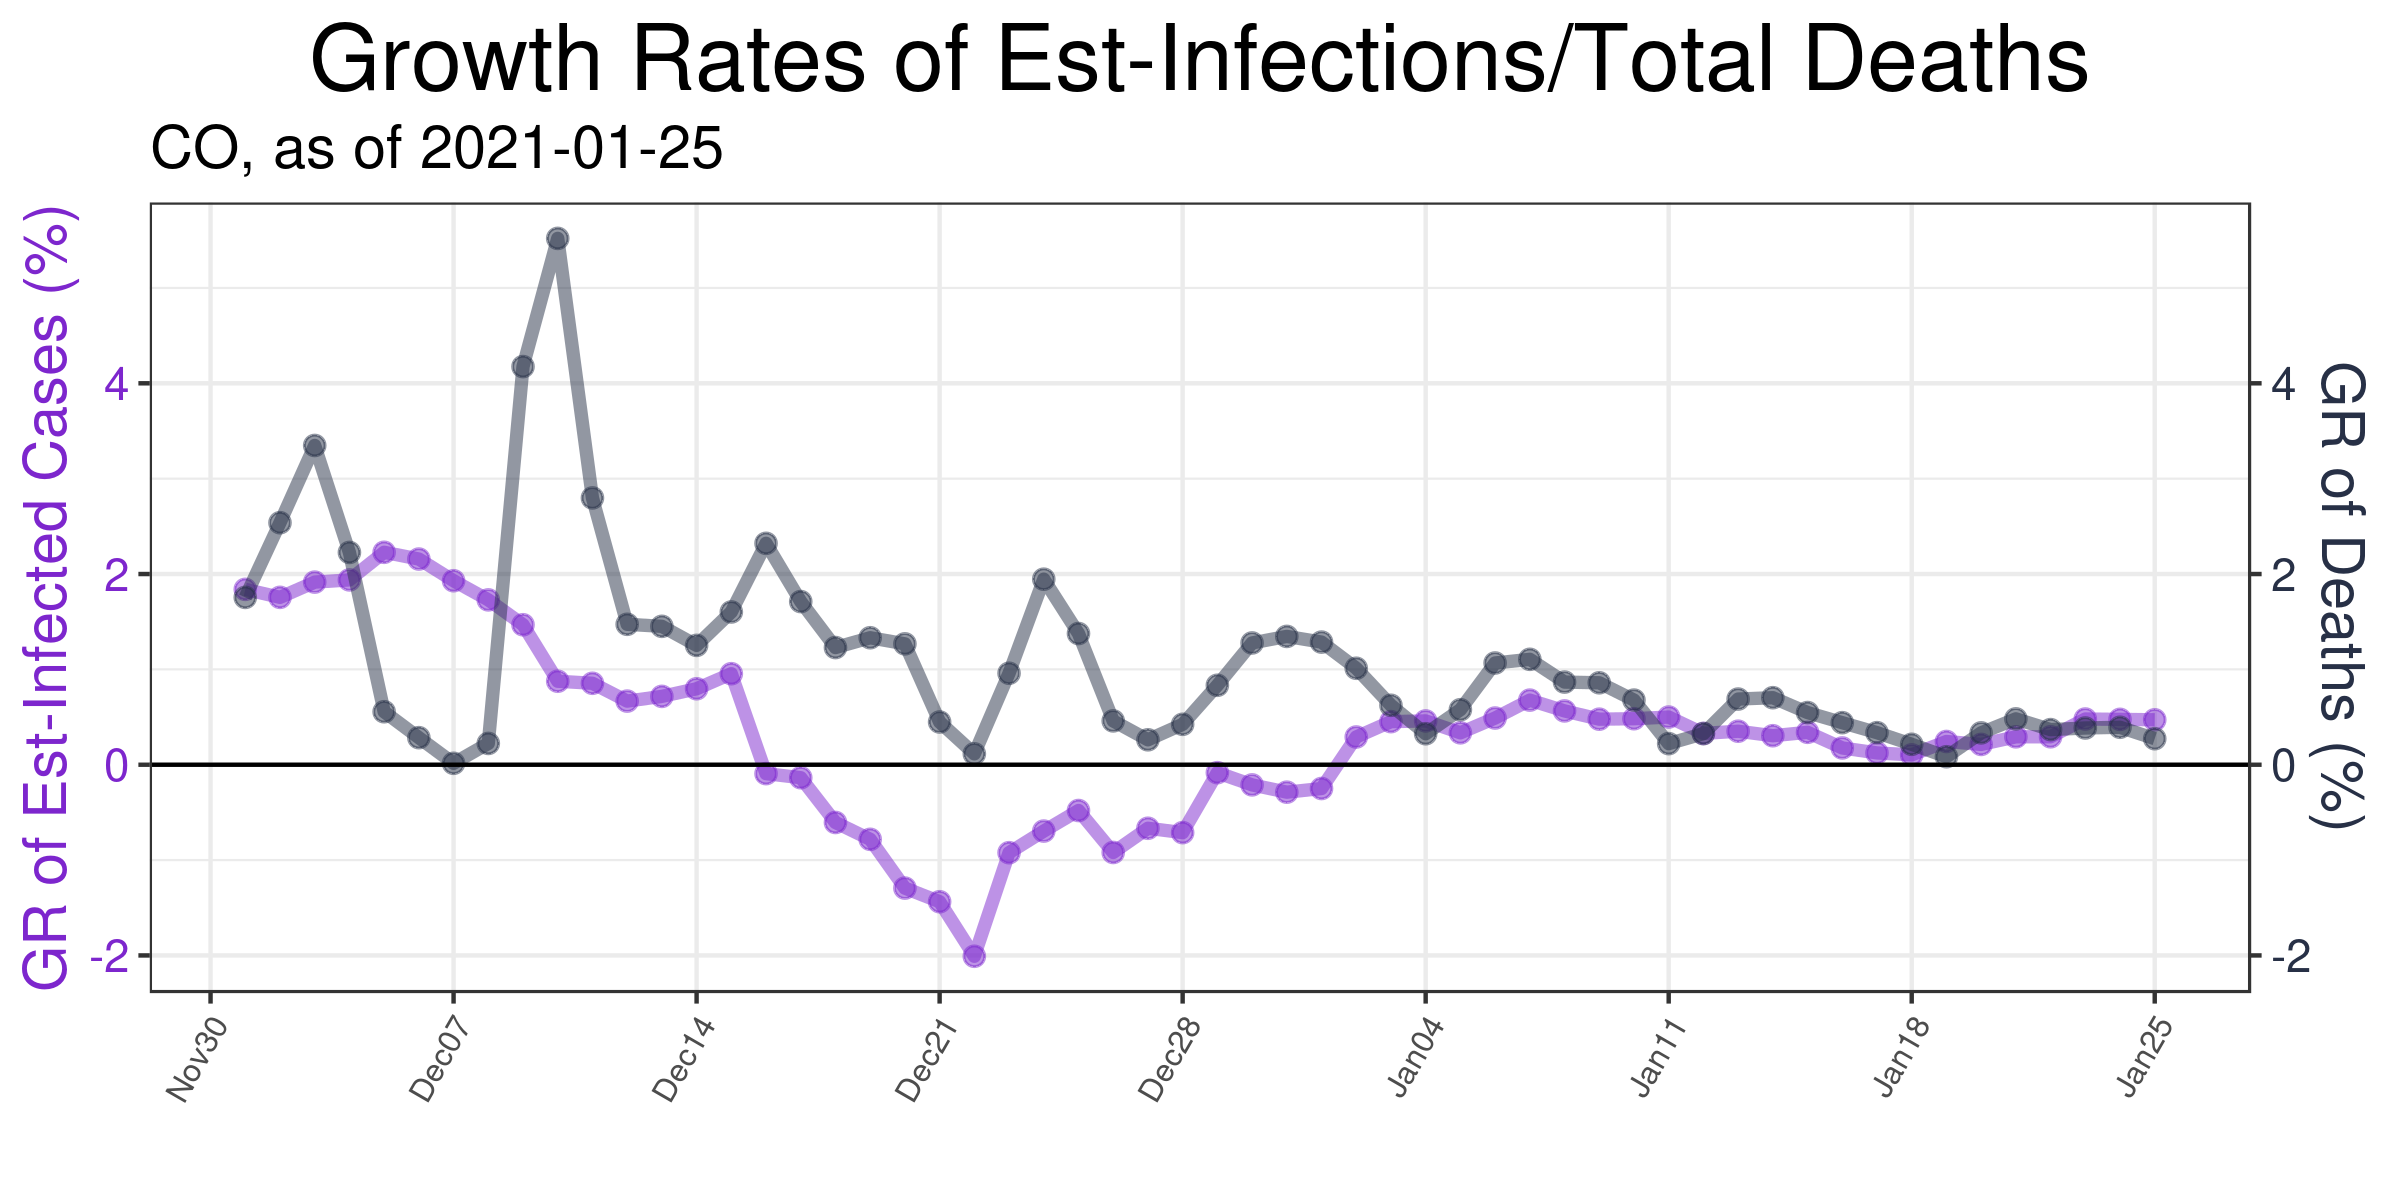 Growth Rates of Est-Infections/Total Deaths
CO, as of 2021-01-25
GR of Est-Infected Cases (%)
4
2
0
-2
4
2
0
-2
GR of Deaths (%)
Nov30
Dec07
Dec14
Dec21
Dec28
Jan04
Jan11
Jan18
Jan25